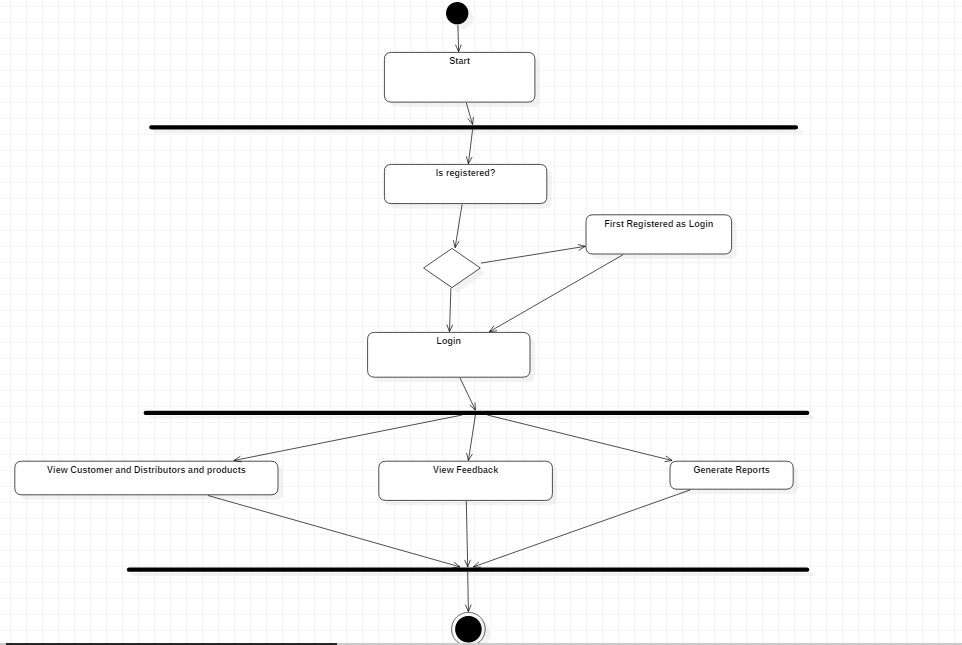 Start
Is registered?
First Registered as Login
Login
View Customer and Distributors and products
View Feedback
Generate Reports